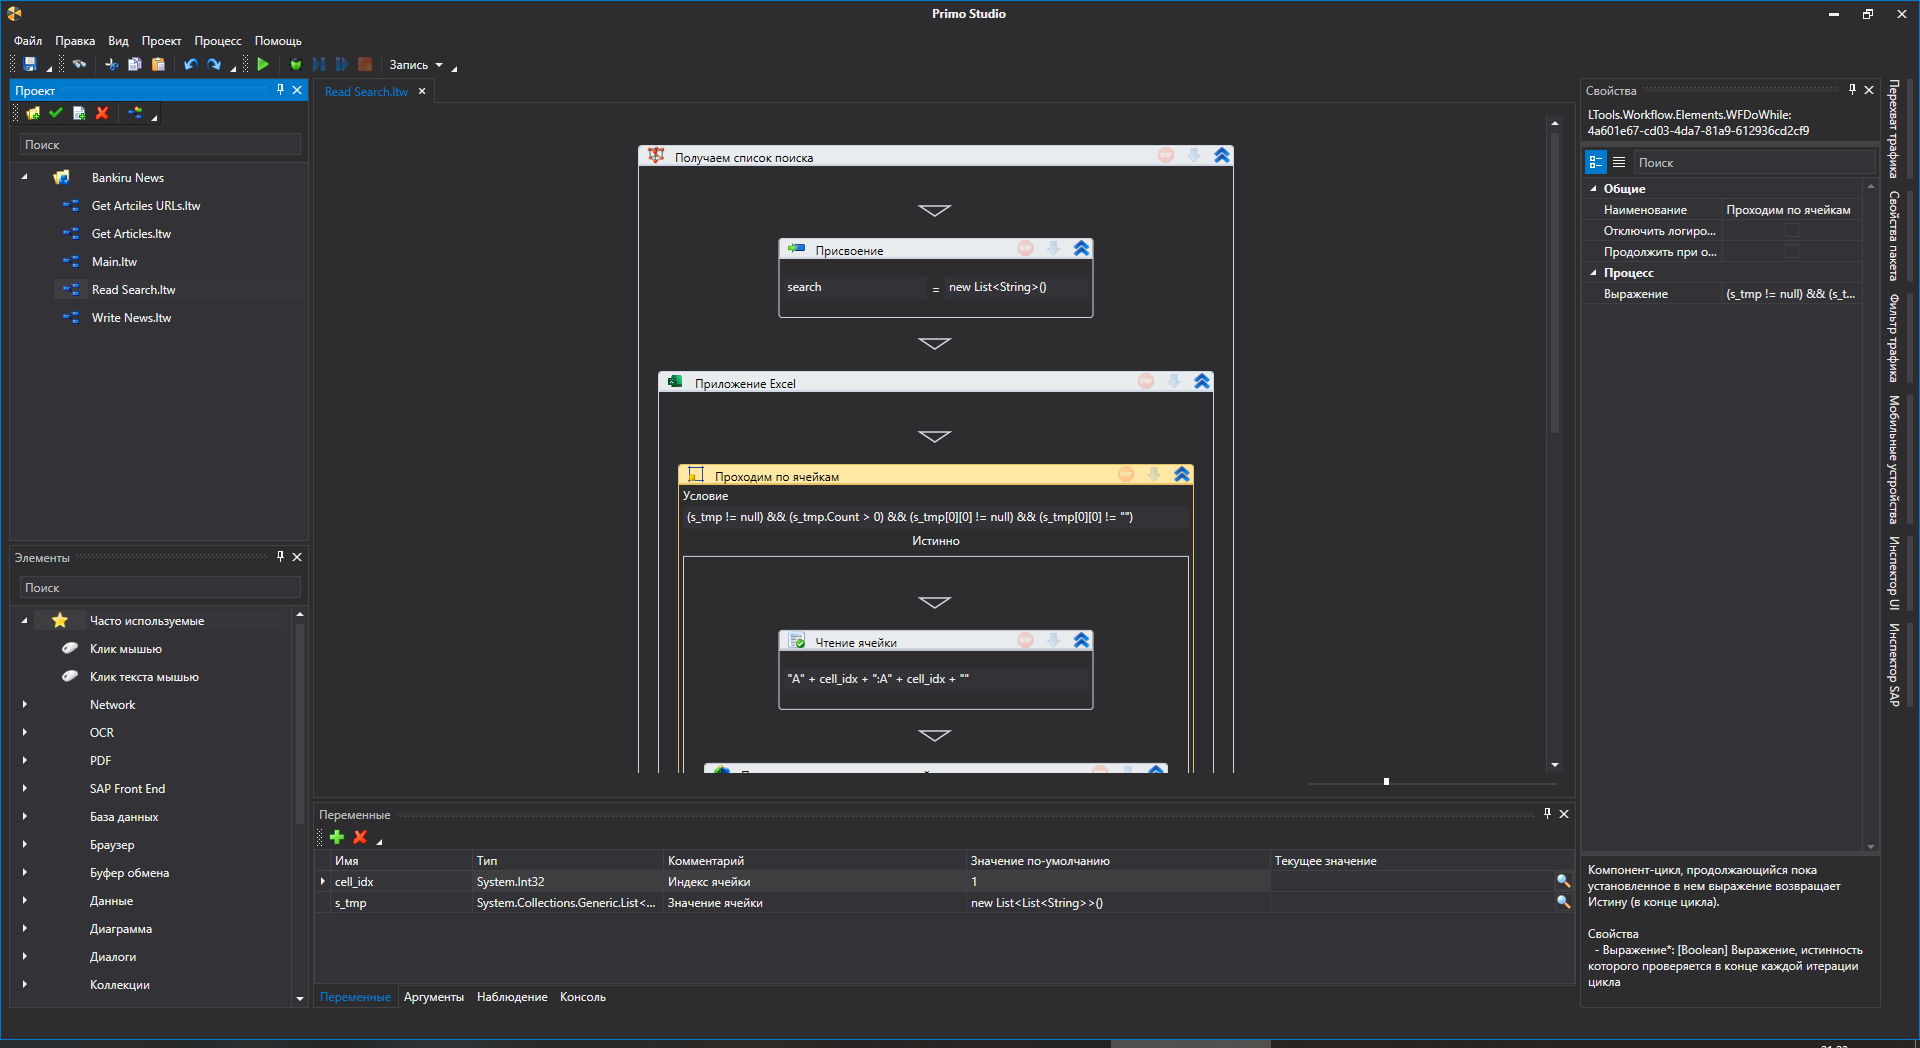 Primo Studio
Файл Правка Вид Проект Процесс Помощь
Запись
Проект
Поиск
Bankiru News
Get Artciles URLs.ltw
Get Articles.ltw
Main.ltw
Read Search.ltw
Write News.ltw
Элементы
Поиск
Часто используемые
Клик мышью
Клик текста мышью
Network
OCR
PDF
SAP Front End
База данных
Браузер
Буфер обмена
Данные
Диаграмма
Диалоги
Коллекции
Read Search.ltw
Получаем список поиска
Присвоение
search = new List<String>()
Приложение Excel
Проходим по ячейкам
Условие
(s_tmp != null) && (s_tmp.Count > 0) && (s_tmp[0][0] != null) && (s_tmp[0][0] != "")
Истинно
Чтение ячейки
"A" + cell_idx + ":A" + cell_idx + ""
Переменные
Имя Тип Комментарий Значение по-умолчанию Текущее значение
cell_idx System.Int32 Индекс ячейки 1
s_tmp System.Collections.Generic.List<... Значение ячейки new List<List<String>>()
Переменные Аргументы Наблюдение Консоль
Свойства
LTools.Workflow.Elements.WFDoWhile:
4a601e67-cd03-4da7-81a9-612936cd2cf9
Поиск
Общие
Наименование Проходим по ячейкам
Отключить логиро...
Продолжить при о...
Процесс
Выражение (s_tmp != null) && (s_t...
Компонент-цикл, продолжающийся пока
установленное в нем выражение возвращает
Истину (в конце цикла).
Свойства
- Выражение*: [Boolean] Выражение, истинность
которого проверяется в конце каждой итерации
цикла
Перехват трафика
Свойства пакета
Фильтр трафика
Мобильные устройства
Инспектор UI
Инспектор SAP